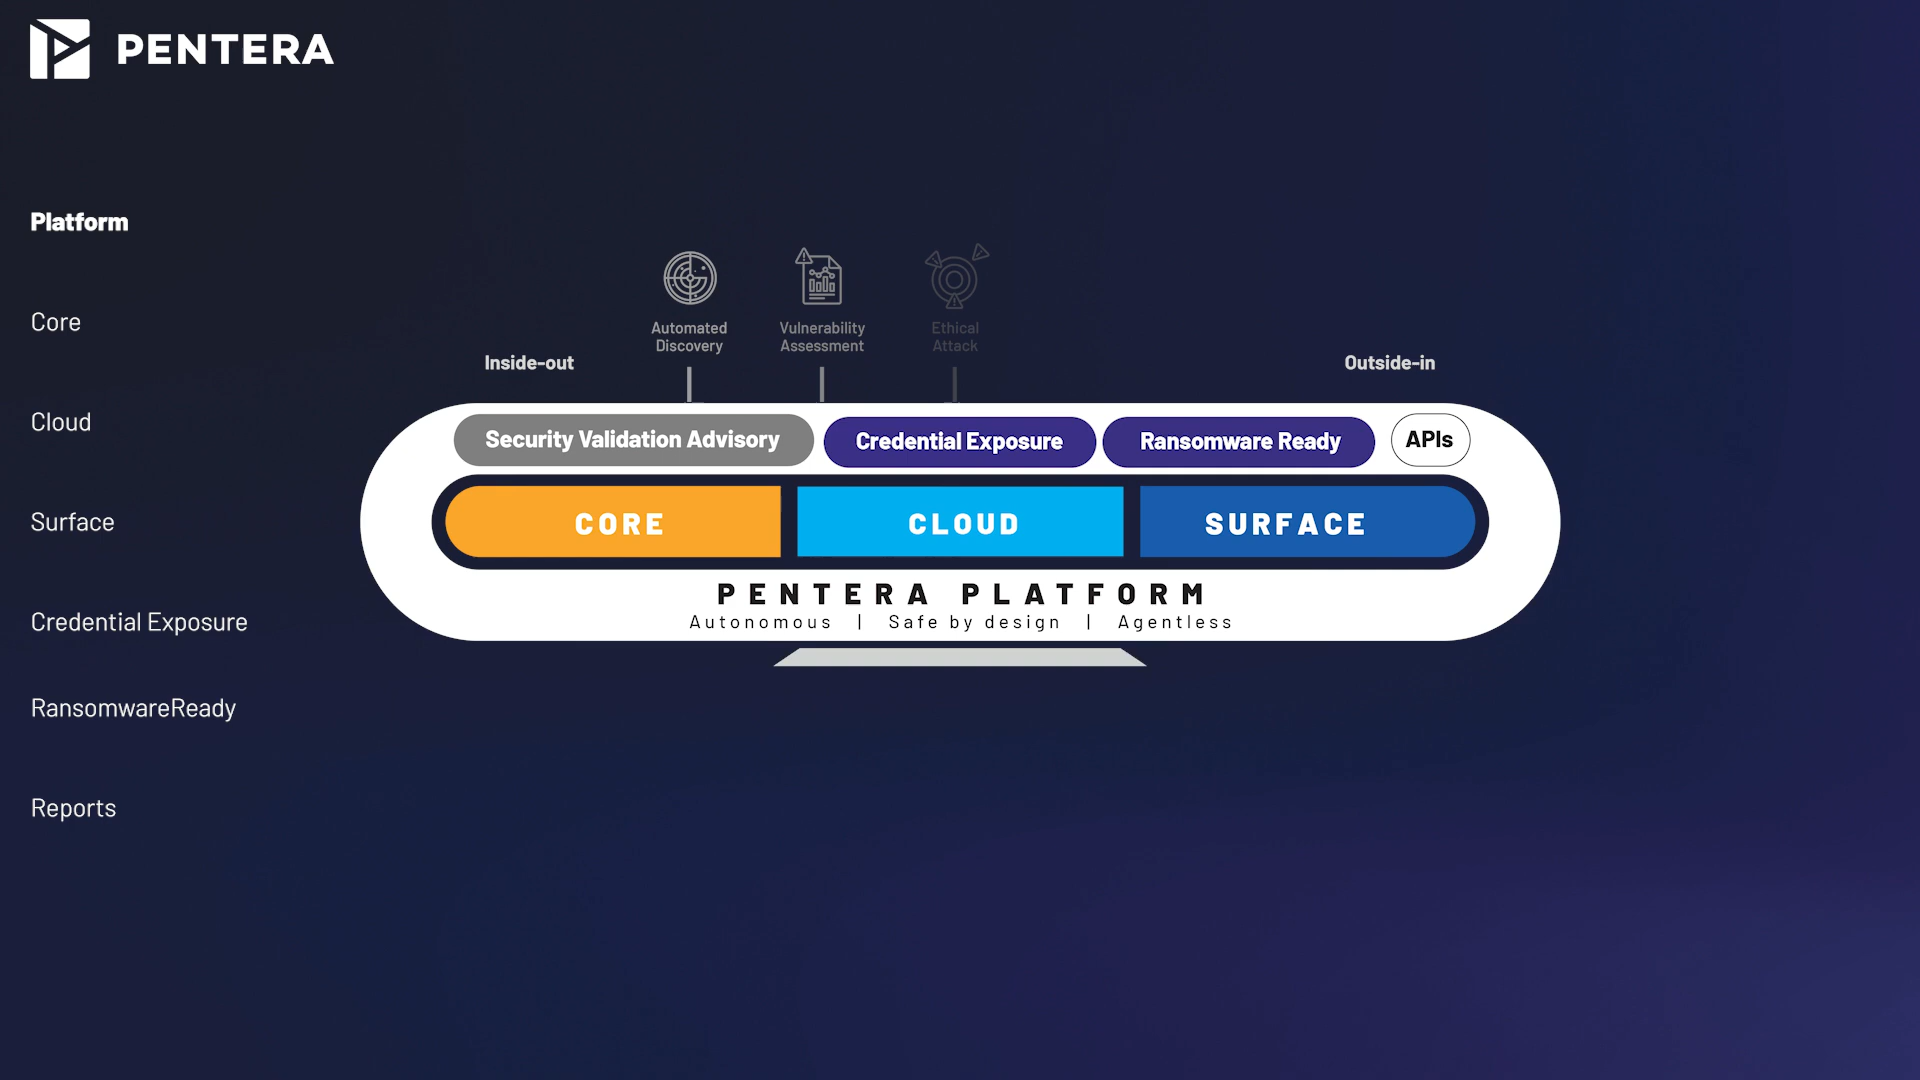 PENTERA
Platform
Core
Cloud
Surface
Credential Exposure
RansomwareReady
Reports
Automated
Discovery
Vulnerability
Assessment
Ethical
Attack
Inside-out
Outside-in
Security Validation Advisory
Credential Exposure
Ransomware Ready
APIs
CORE
CLOUD
SURFACE
PENTERA PLATFORM
Autonomous | Safe by design | Agentless